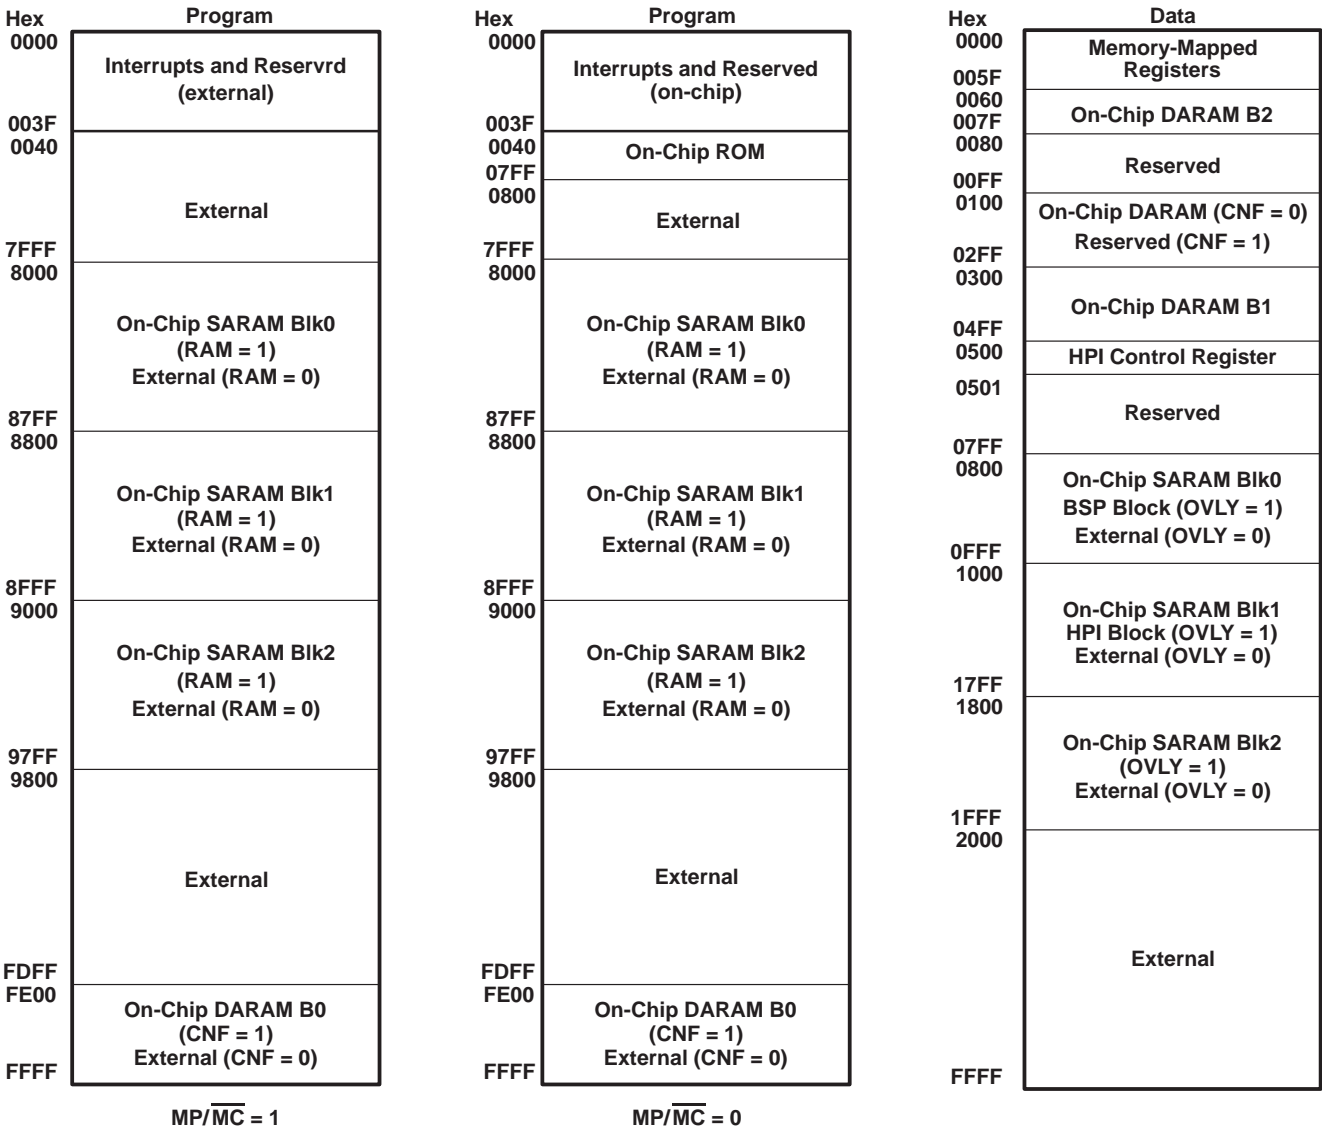 Hex
Program
0000
Interrupts and Reservrd
(external)
003F
0040
External
7FFF
8000
On-Chip SARAM Blk0
(RAM = 1)
External (RAM = 0)
87FF
8800
On-Chip SARAM Blk1
(RAM = 1)
External (RAM = 0)
8FFF
9000
On-Chip SARAM Blk2
(RAM = 1)
External (RAM = 0)
97FF
9800
External
FDFF
FE00
On-Chip DARAM B0
(CNF = 1)
External (CNF = 0)
FFFF
MP/M̅C̅ = 1
Hex
Program
0000
Interrupts and Reserved
(on-chip)
003F
0040
On-Chip ROM
07FF
0800
External
7FFF
8000
On-Chip SARAM Blk0
(RAM = 1)
External (RAM = 0)
87FF
8800
On-Chip SARAM Blk1
(RAM = 1)
External (RAM = 0)
8FFF
9000
On-Chip SARAM Blk2
(RAM = 1)
External (RAM = 0)
97FF
9800
External
FDFF
FE00
On-Chip DARAM B0
(CNF = 1)
External (CNF = 0)
FFFF
MP/M̅C̅ = 0
Hex
Data
0000
Memory-Mapped
Registers
005F
0060
On-Chip DARAM B2
007F
0080
Reserved
00FF
0100
On-Chip DARAM (CNF = 0)
Reserved (CNF = 1)
02FF
0300
On-Chip DARAM B1
04FF
0500
HPI Control Register
0501
Reserved
07FF
0800
On-Chip SARAM Blk0
BSP Block (OVLY = 1)
External (OVLY = 0)
0FFF
1000
On-Chip SARAM Blk1
HPI Block (OVLY = 1)
External (OVLY = 0)
17FF
1800
On-Chip SARAM Blk2
(OVLY = 1)
External (OVLY = 0)
1FFF
2000
External
FFFF